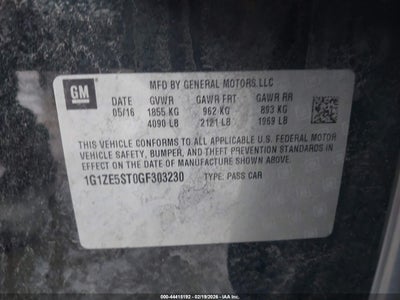 GM
MFD BY GENERAL MOTORS LLC
DATE GVWR GAWR FRT GAWR RR
05/16 1855 KG 962 KG 893 KG
4090 LB 2121 LB 1969 LB
THIS VEHICLE CONFORMS TO ALL APPLICABLE U.S. FEDERAL MOTOR
VEHICLE SAFETY, BUMPER, AND THEFT PREVENTION STANDARDS IN
EFFECT ON THE DATE OF MANUFACTURE SHOWN ABOVE.
1G1ZE5ST0GF303230 TYPE: PASS CAR
000-44415192 - 02/19/2026 - IAA, Inc.